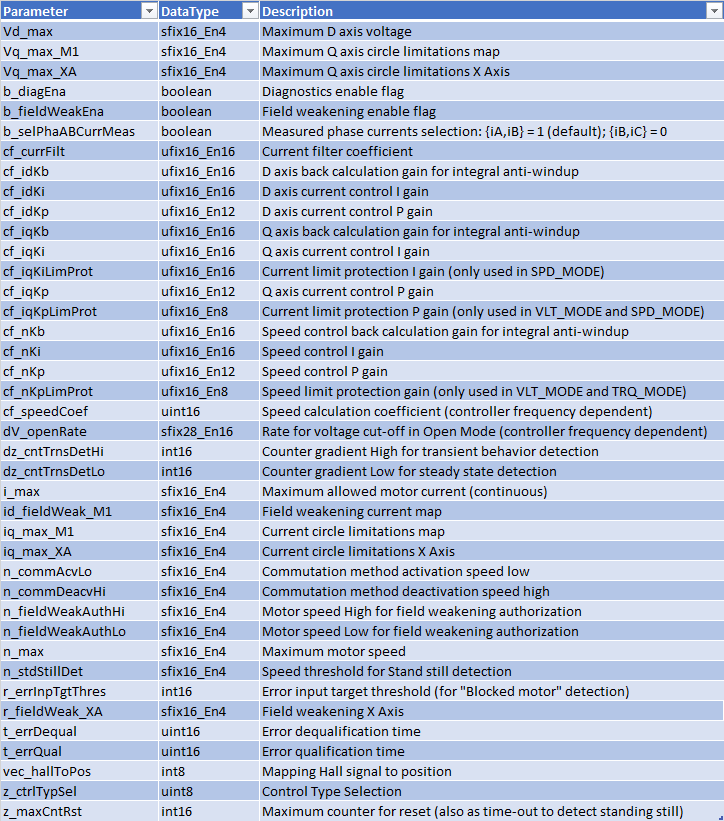 Parameter DataType Description
Vd_max sfix16_En4 Maximum D axis voltage
Vq_max_M1 sfix16_En4 Maximum Q axis circle limitations map
Vq_max_XA sfix16_En4 Maximum Q axis circle limitations X Axis
b_diagEna boolean Diagnostics enable flag
b_fieldWeakEna boolean Field weakening enable flag
b_selPhaABCurrMeas boolean Measured phase currents selection: {iA,iB} = 1 (default); {iB,iC} = 0
cf_currFilt ufix16_En16 Current filter coefficient
cf_idKb ufix16_En16 D axis back calculation gain for integral anti-windup
cf_idKi ufix16_En16 D axis current control I gain
cf_idKp ufix16_En12 D axis current control P gain
cf_iqKb ufix16_En16 Q axis back calculation gain for integral anti-windup
cf_iqKi ufix16_En16 Q axis current control I gain
cf_iqKiLimProt ufix16_En16 Current limit protection I gain (only used in SPD_MODE)
cf_iqKp ufix16_En12 Q axis current control P gain
cf_iqKpLimProt ufix16_En8 Current limit protection P gain (only used in VLT_MODE and SPD_MODE)
cf_nKb ufix16_En16 Speed control back calculation gain for integral anti-windup
cf_nKi ufix16_En16 Speed control I gain
cf_nKp ufix16_En12 Speed control P gain
cf_nKpLimProt ufix16_En8 Speed limit protection gain (only used in VLT_MODE and TRQ_MODE)
cf_speedCoef uint16 Speed calculation coefficient (controller frequency dependent)
dV_openRate sfix28_En16 Rate for voltage cut-off in Open Mode (controller frequency dependent)
dz_cntTrnsDetHi int16 Counter gradient High for transient behavior detection
dz_cntTrnsDetLo int16 Counter gradient Low for steady state detection
i_max sfix16_En4 Maximum allowed motor current (continuous)
id_fieldWeak_M1 sfix16_En4 Field weakening current map
iq_max_M1 sfix16_En4 Current circle limitations map
iq_max_XA sfix16_En4 Current circle limitations X Axis
n_commAcvLo sfix16_En4 Commutation method activation speed low
n_commDeacvHi sfix16_En4 Commutation method deactivation speed high
n_fieldWeakAuthHi sfix16_En4 Motor speed High for field weakening authorization
n_fieldWeakAuthLo sfix16_En4 Motor speed Low for field weakening authorization
n_max sfix16_En4 Maximum motor speed
n_stdStillDet sfix16_En4 Speed threshold for Stand still detection
r_errInpTgtThres int16 Error input target threshold (for "Blocked motor" detection)
r_fieldWeak_XA sfix16_En4 Field weakening X Axis
t_errDequal uint16 Error dequalification time
t_errQual uint16 Error qualification time
vec_hallToPos int8 Mapping Hall signal to position
z_ctrlTypSel uint8 Control Type Selection
z_maxCntRst int16 Maximum counter for reset (also as time-out to detect standing still)